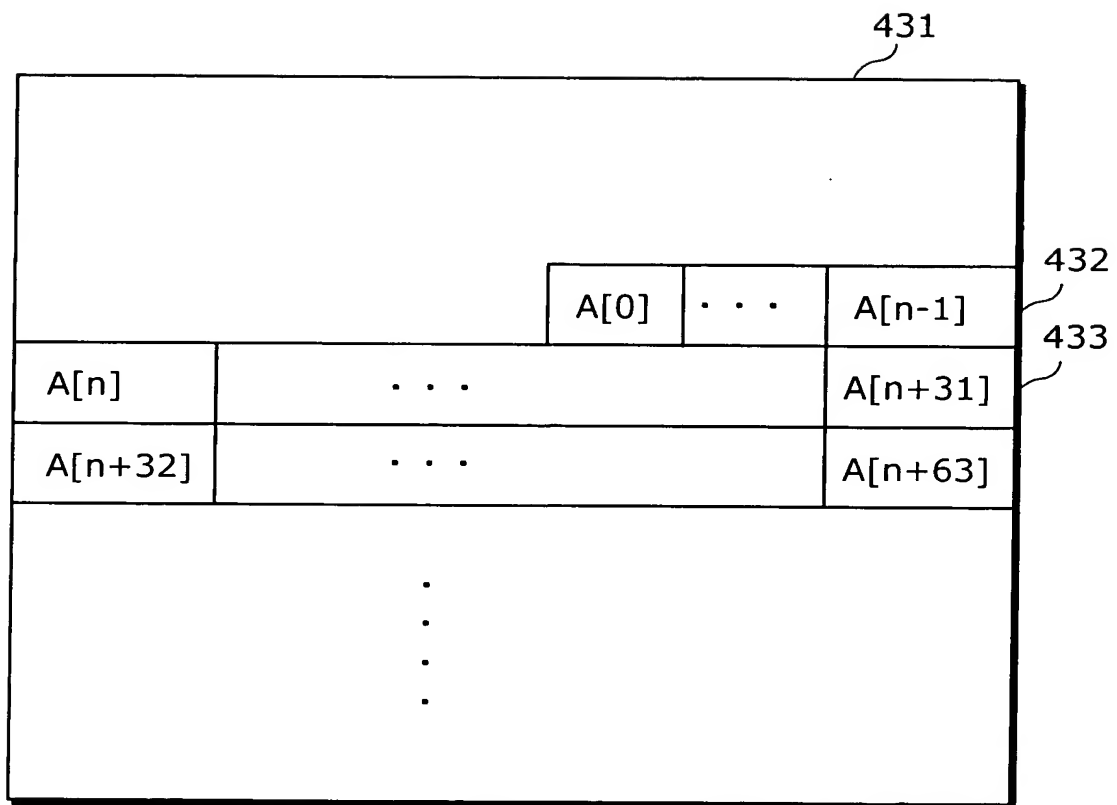 431
432
A[0] · · · A[n-1]
433
A[n] · · · A[n+31]
A[n+32] · · · A[n+63]
·
·
·
·